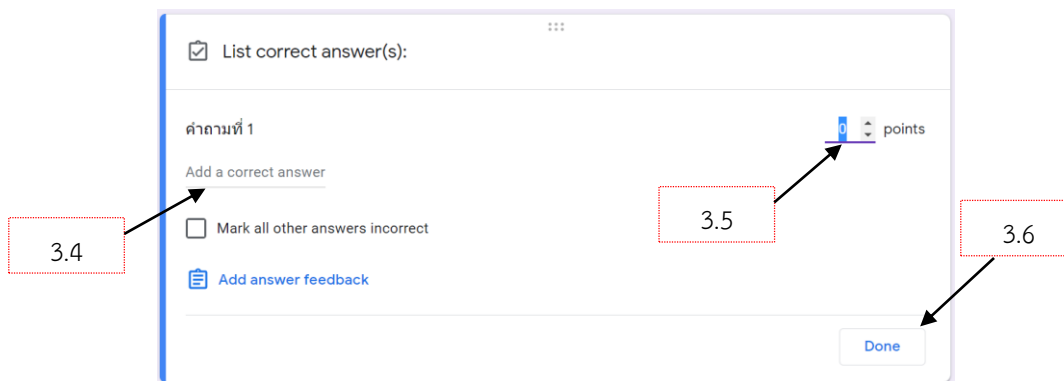 List correct answer(s):
คำถามที่ 1
0 points
Add a correct answer
3.5
Mark all other answers incorrect
3.6
3.4
Add answer feedback
Done